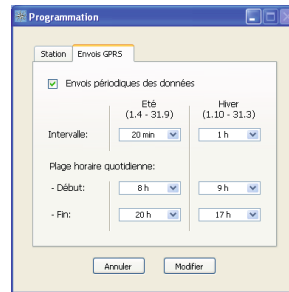 Programmation
Station Envois GPRS
Envois périodiques des données
Eté Hiver
(1.4 - 31.9) (1.10 - 31.3)
Intervalle: 20 min 1 h
Plage horaire quotidienne:
- Début: 8 h 9 h
- Fin: 20 h 17 h
Annuler Modifier